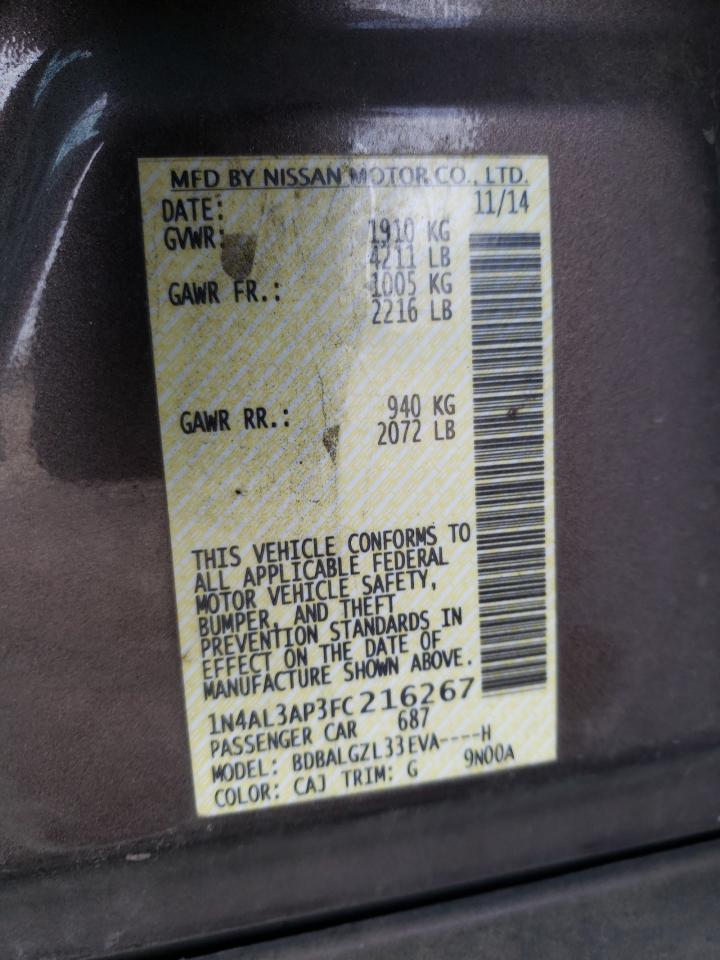 MFD BY NISSAN MOTOR CO., LTD.
DATE: 11/14
GVWR: 1910 KG
4211 LB
GAWR FR.: 1005 KG
2216 LB
GAWR RR.: 940 KG
2072 LB
THIS VEHICLE CONFORMS TO
ALL APPLICABLE FEDERAL
MOTOR VEHICLE SAFETY,
BUMPER, AND THEFT
PREVENTION STANDARDS IN
EFFECT ON THE DATE OF
MANUFACTURE SHOWN ABOVE.
1N4AL3AP3FC216267
PASSENGER CAR 687
MODEL: BDBALGZL33EVA----H
COLOR: CAJ TRIM: G 9N00A